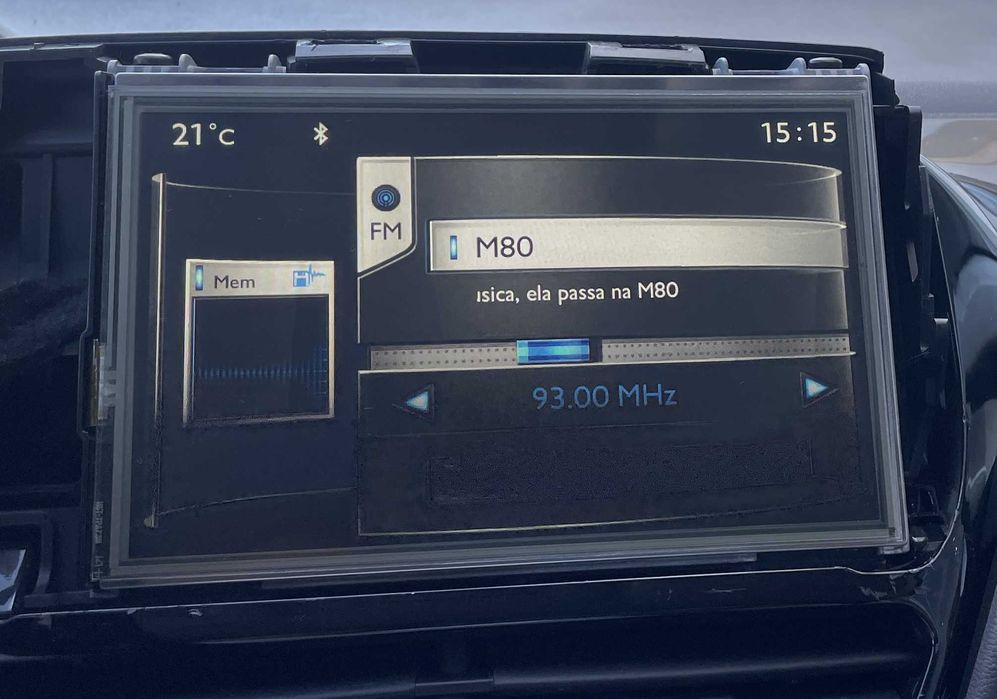 21°c 15:15
FM
M80
Mem
ısica, ela passa na M80
93.00 MHz